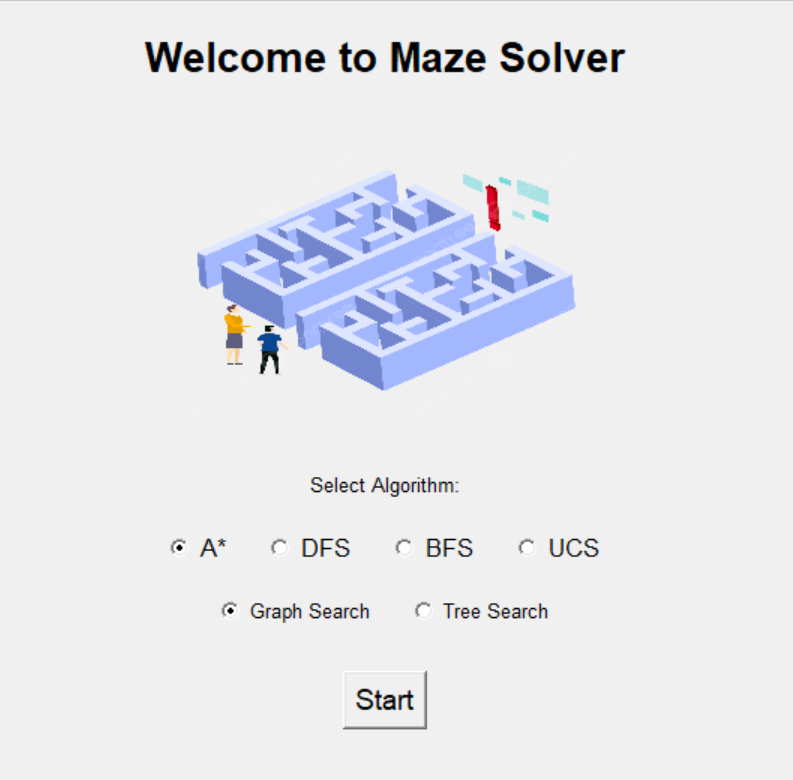 Welcome to Maze Solver
Select Algorithm:
A* DFS BFS UCS
Graph Search Tree Search
Start